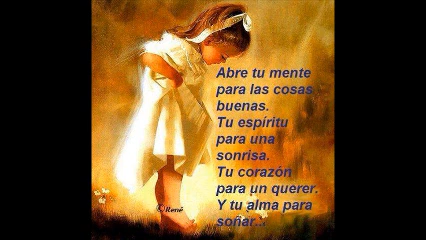 Abre tu mente
para las cosas
buenas.
Tu espíritu
para una
sonrisa.
Tu corazón
para un querer.
Y tu alma para
soñar...
©René